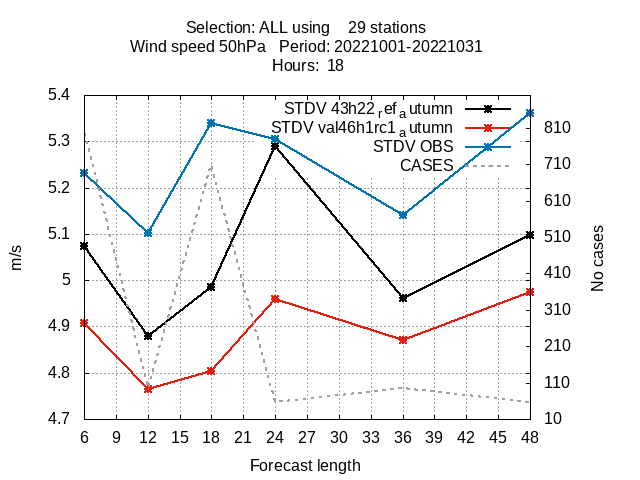 Selection: ALL using    29 stations
Wind speed 50hPa   Period: 20221001-20221031
Hours:  18
STDV 43h22_ref_autumn
STDV val46h1rc1_autumn
STDV OBS
CASES
5.4
5.3
5.2
5.1
5
4.9
4.8
4.7
m/s
810
710
610
510
410
310
210
110
10
No cases
6 9 12 15 18 21 24 27 30 33 36 39 42 45 48
Forecast length